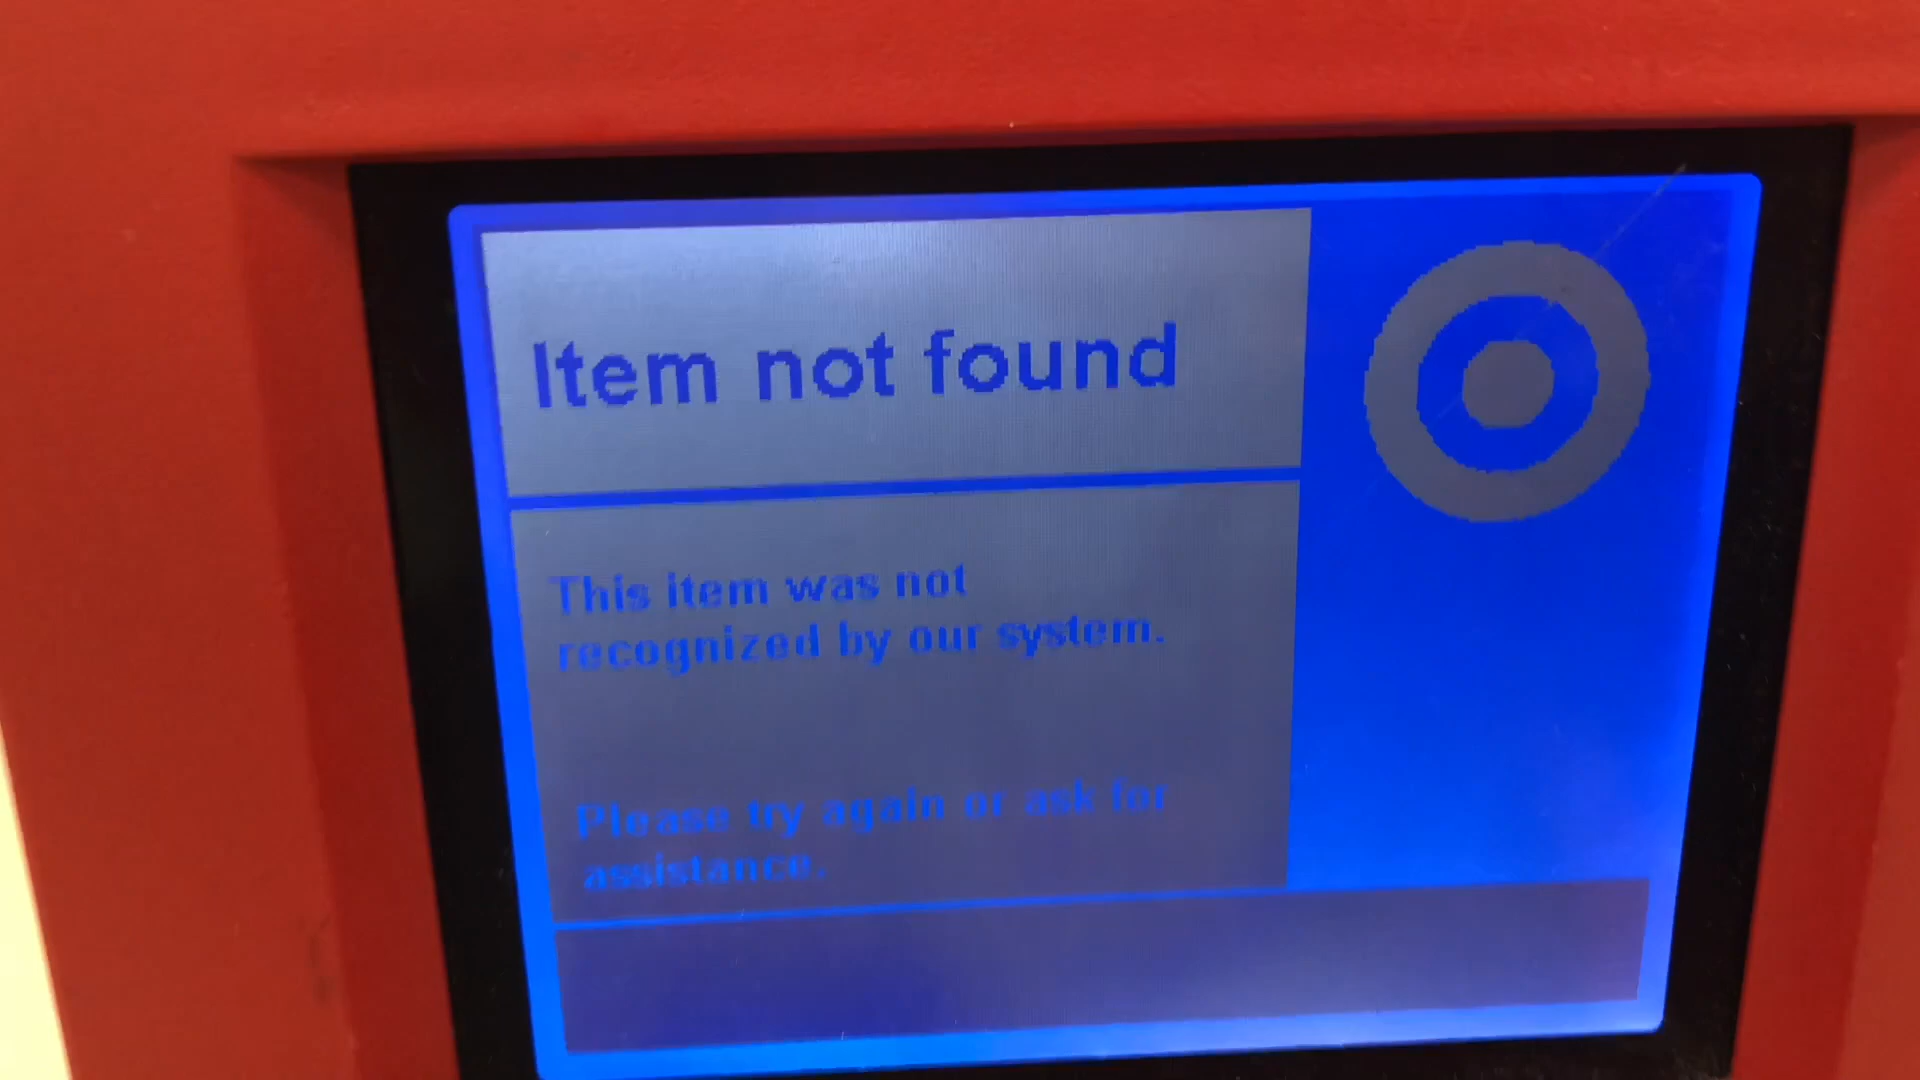 Item not found
This item was not
recognized by our system.
Please try again or ask for
assistance.